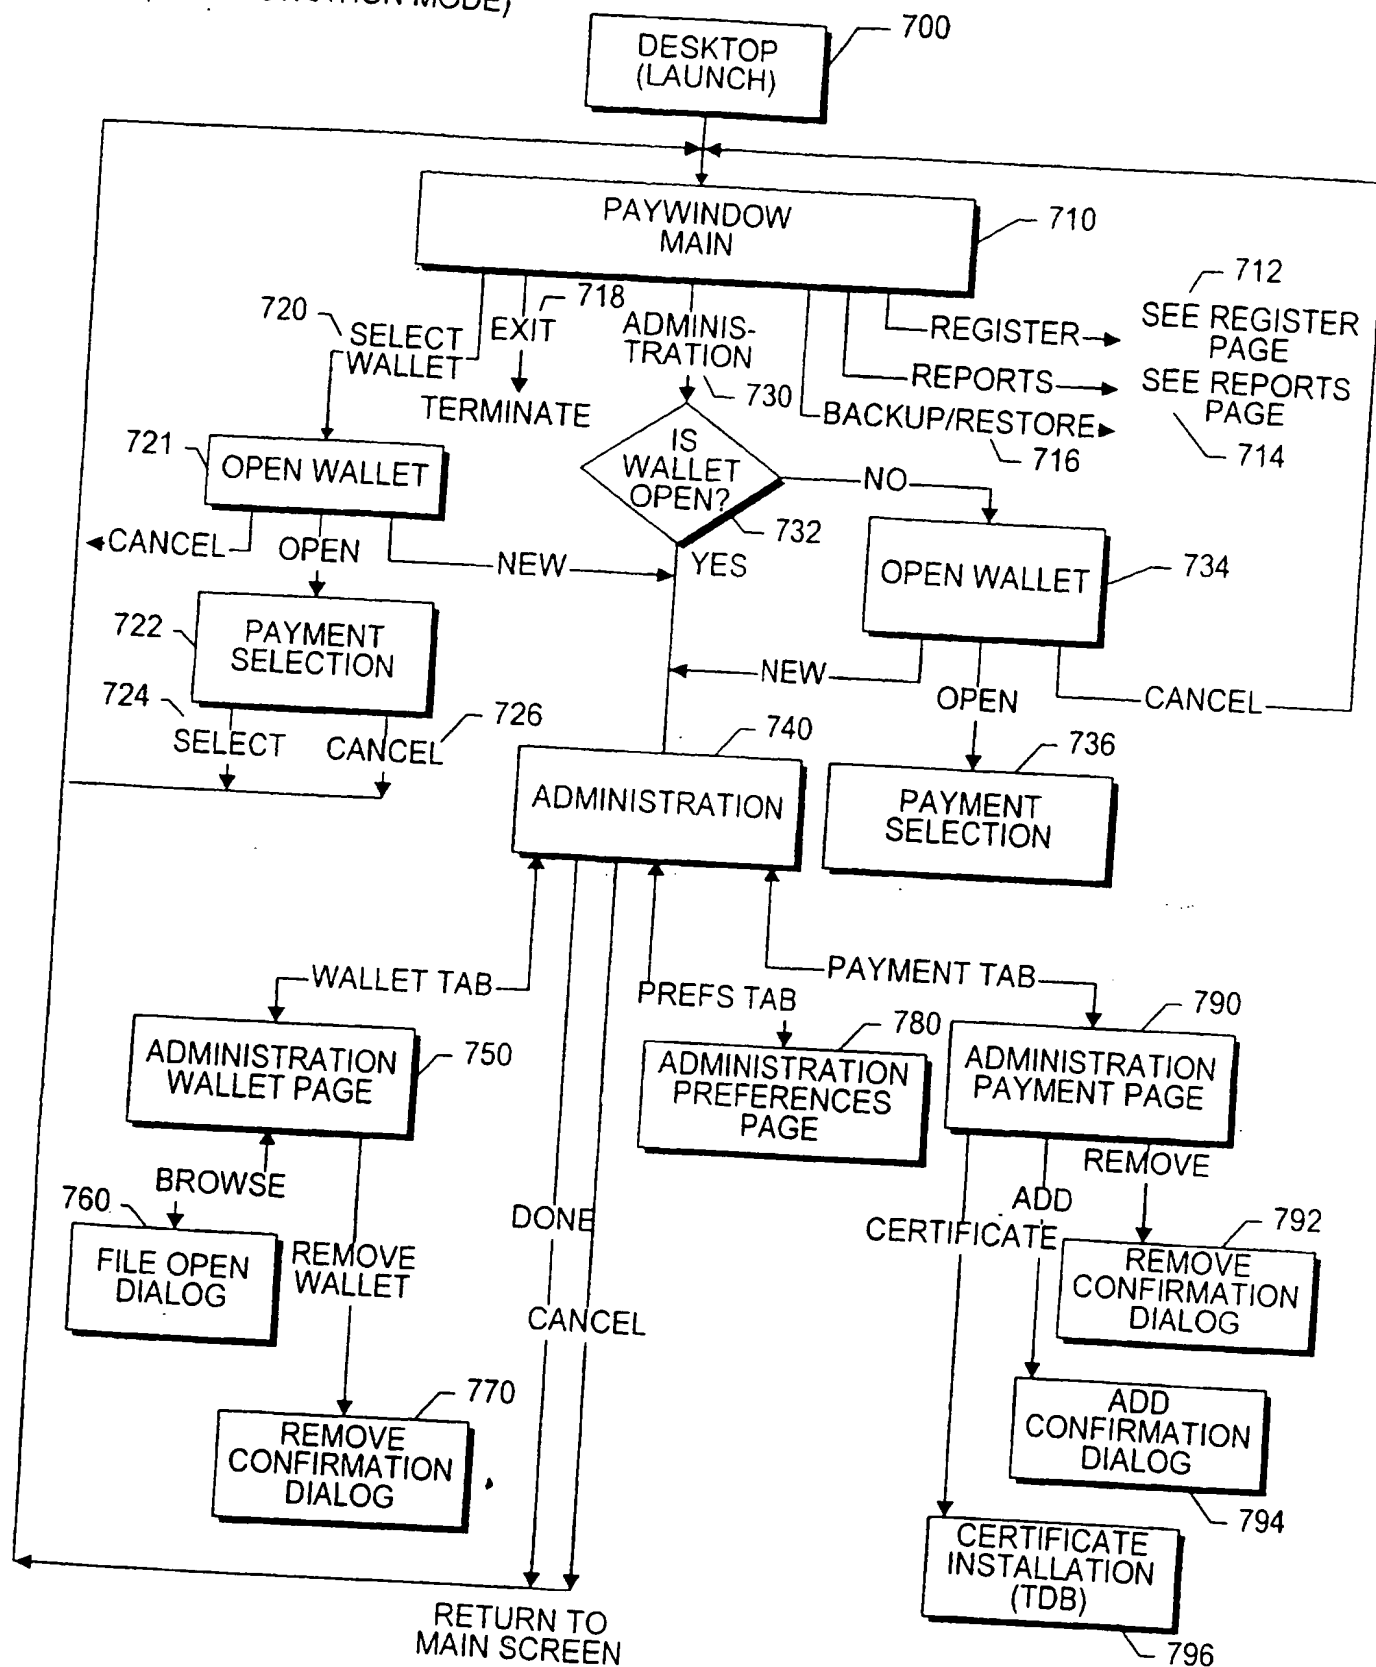 MODE)
DESKTOP
(LAUNCH)
700
PAYWINDOW
MAIN
710
712
SEE REGISTER
PAGE
720
SELECT
WALLET
EXIT
718
ADMINIS-
TRATION
730
REGISTER
REPORTS
SEE REPORTS
PAGE
714
BACKUP/RESTORE
716
TERMINATE
721
OPEN WALLET
IS
WALLET
OPEN?
732
NO
YES
CANCEL
OPEN
NEW
OPEN WALLET
734
722
PAYMENT
SELECTION
NEW
OPEN
CANCEL
724
SELECT
CANCEL
726
740
ADMINISTRATION
736
PAYMENT
SELECTION
WALLET TAB
PREFS TAB
PAYMENT TAB
ADMINISTRATION
WALLET PAGE
750
780
ADMINISTRATION
PREFERENCES
PAGE
790
ADMINISTRATION
PAYMENT PAGE
BROWSE
760
FILE OPEN
DIALOG
REMOVE
WALLET
DONE
CANCEL
CERTIFICATE
ADD
REMOVE
792
REMOVE
CONFIRMATION
DIALOG
770
REMOVE
CONFIRMATION
DIALOG
ADD
CONFIRMATION
DIALOG
794
CERTIFICATE
INSTALLATION
(TDB)
796
RETURN TO
MAIN SCREEN